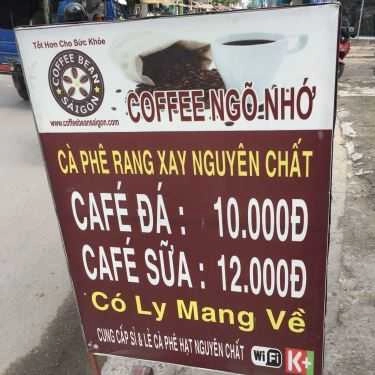 Tốt Hơn Cho Sức Khỏe
COFFEE BEAN
SAIGON
www.coffeebeansaigon.com
COFFEE NGÕ NHỚ
CÀ PHÊ RANG XAY NGUYÊN CHẤT
CAFÉ ĐÁ : 10.000Đ
CAFÉ SỮA : 12.000Đ
Có Ly Mang Về
CUNG CẤP SỈ & LẺ CÀ PHÊ HẠT NGUYÊN CHẤT
WiFi
K+